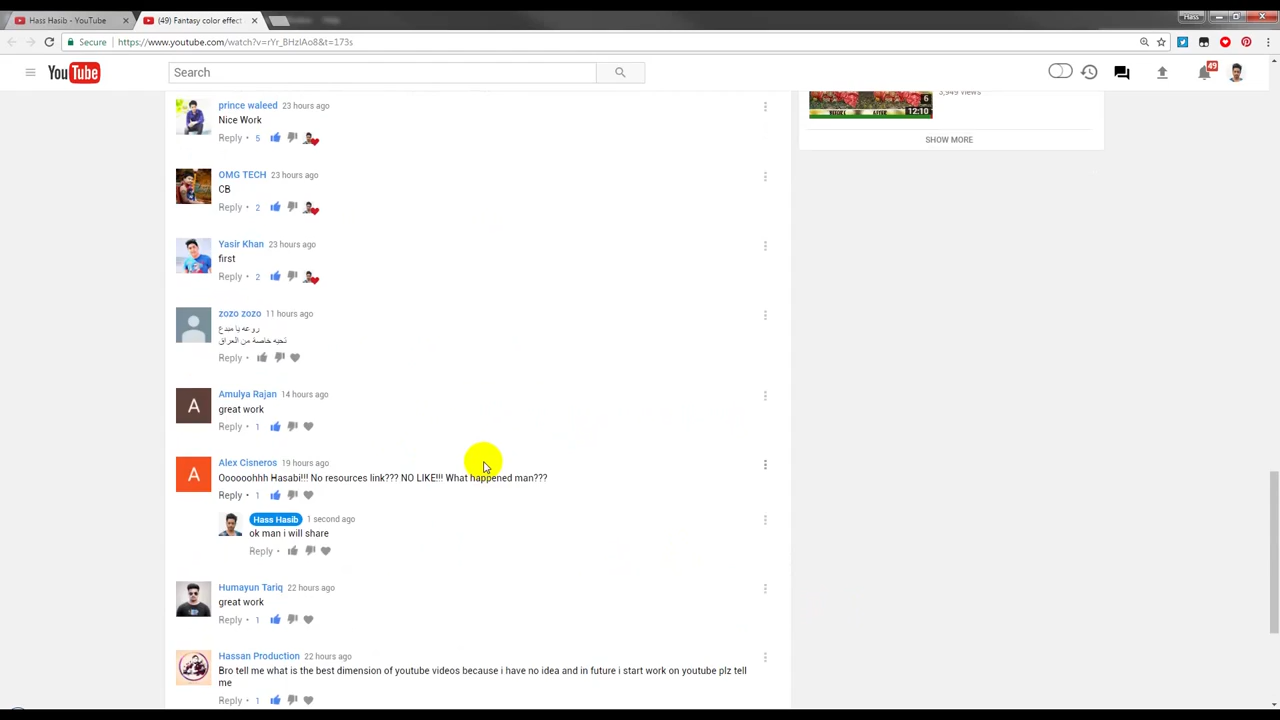 Hass Hasib - YouTube
(49) Fantasy color effect
Hass
Secure
https://www.youtube.com/watch?v=rYr_BHzIAo8&t=173s
YouTube
Search
49
prince waleed 23 hours ago
Nice Work
Reply • 5
OMG TECH 23 hours ago
CB
Reply • 2
Yasir Khan 23 hours ago
first
Reply • 2
zozo zozo 11 hours ago
روعه يا مبدع
تحيه خاصة من العراق
Reply •
A
Amulya Rajan 14 hours ago
great work
Reply • 1
A
Alex Cisneros 19 hours ago
Oooooohhh Hasabi!!! No resources link??? NO LIKE!!! What happened man???
Reply • 1
Hass Hasib 1 second ago
ok man i will share
Reply •
Humayun Tariq 22 hours ago
great work
Reply • 1
Hassan Production 22 hours ago
Bro tell me what is the best dimension of youtube videos because i have no idea and in future i start work on youtube plz tell
me
Reply • 1
3,949 views
6
12:10
SHOW MORE